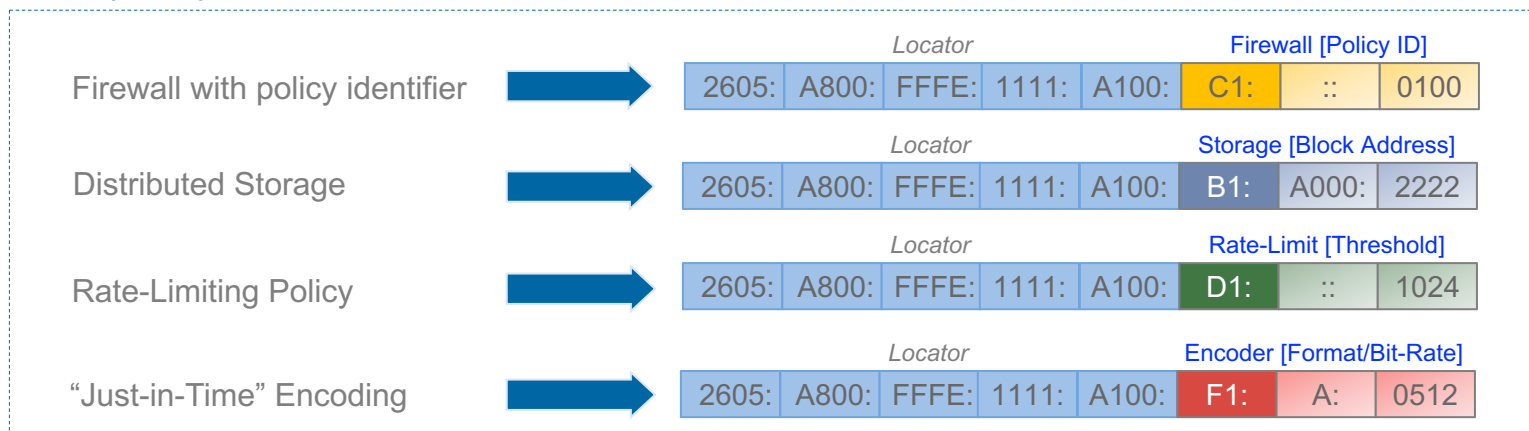 Locator Firewall [Policy ID]
Firewall with policy identifier 2605: A800: FFFE: 1111: A100: C1: :: 0100
Locator Storage [Block Address]
Distributed Storage 2605: A800: FFFE: 1111: A100: B1: A000: 2222
Locator Rate-Limit [Threshold]
Rate-Limiting Policy 2605: A800: FFFE: 1111: A100: D1: :: 1024
Locator Encoder [Format/Bit-Rate]
“Just-in-Time” Encoding 2605: A800: FFFE: 1111: A100: F1: A: 0512